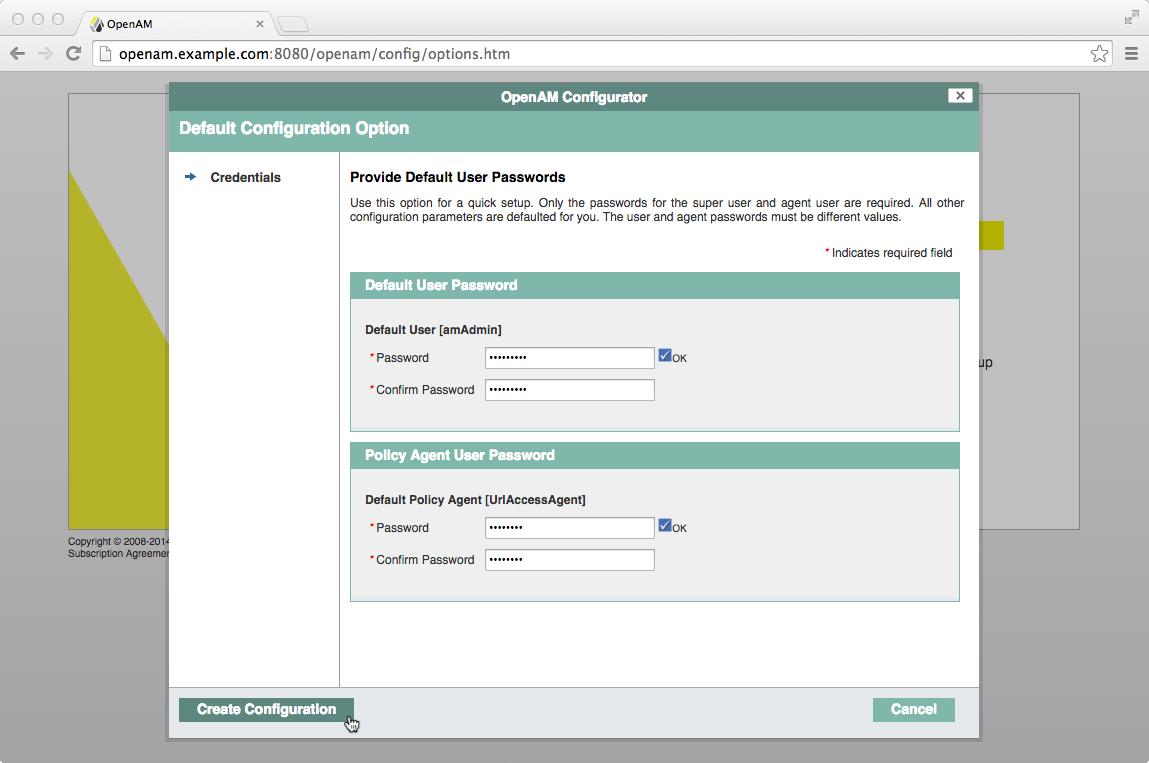 OpenAM
openam.example.com:8080/openam/config/options.htm
OpenAM Configurator
Default Configuration Option
Credentials
Provide Default User Passwords
Use this option for a quick setup. Only the passwords for the super user and agent user are required. All other
configuration parameters are defaulted for you. The user and agent passwords must be different values.
* Indicates required field
Default User Password
Default User [amAdmin]
* Password ••••••••• OK
* Confirm Password •••••••••
Policy Agent User Password
Default Policy Agent [UrlAccessAgent]
* Password •••••••• OK
* Confirm Password ••••••••
Create Configuration
Cancel
up
Copyright © 2008-2014
Subscription